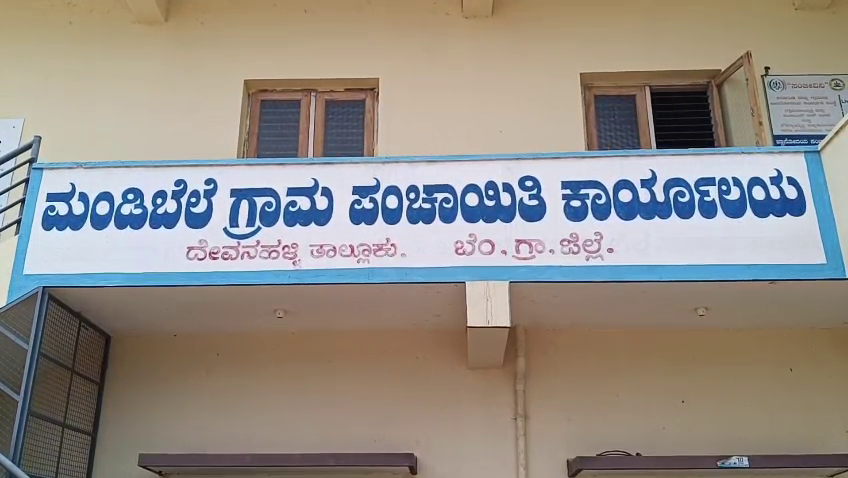 ಮಂಡಿಬೆಲೆ ಗ್ರಾಮ ಪಂಚಾಯಿತಿ ಕಾರ್ಯಾಲಯ
ದೇವನಹಳ್ಳಿ ತಾಲ್ಲೂಕು. ಬೆಂ. ಗ್ರಾ. ಜಿಲ್ಲೆ.
"ಸಂಜೀವಿನಿ"